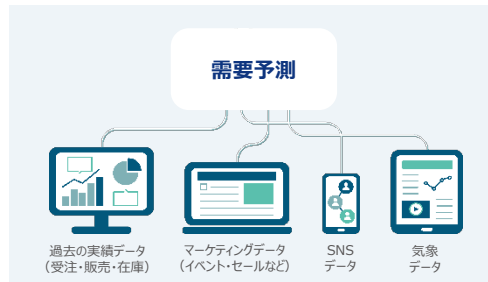 需要予測
過去の実績データ
(受注・販売・在庫)
マーケティングデータ
(イベント・セールなど)
SNS
データ
気象
データ